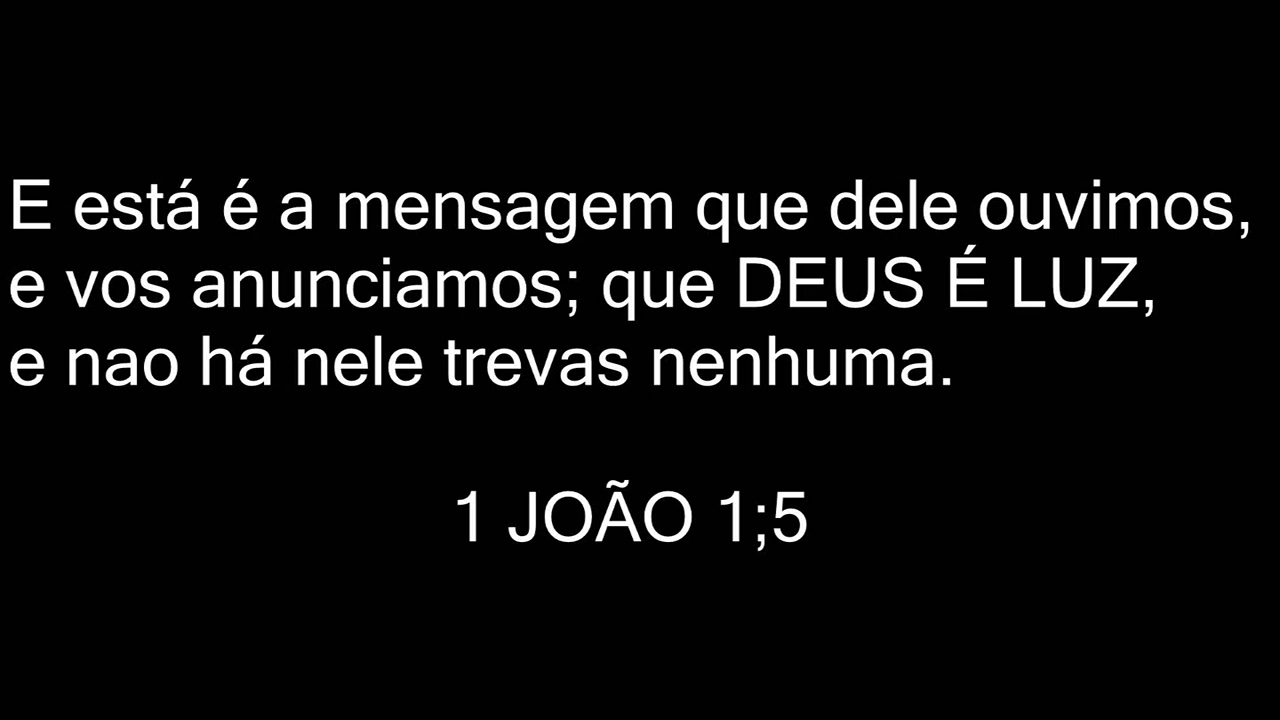 E está é a mensagem que dele ouvimos,
e vos anunciamos; que DEUS É LUZ,
e nao há nele trevas nenhuma.
1 JOÃO 1;5